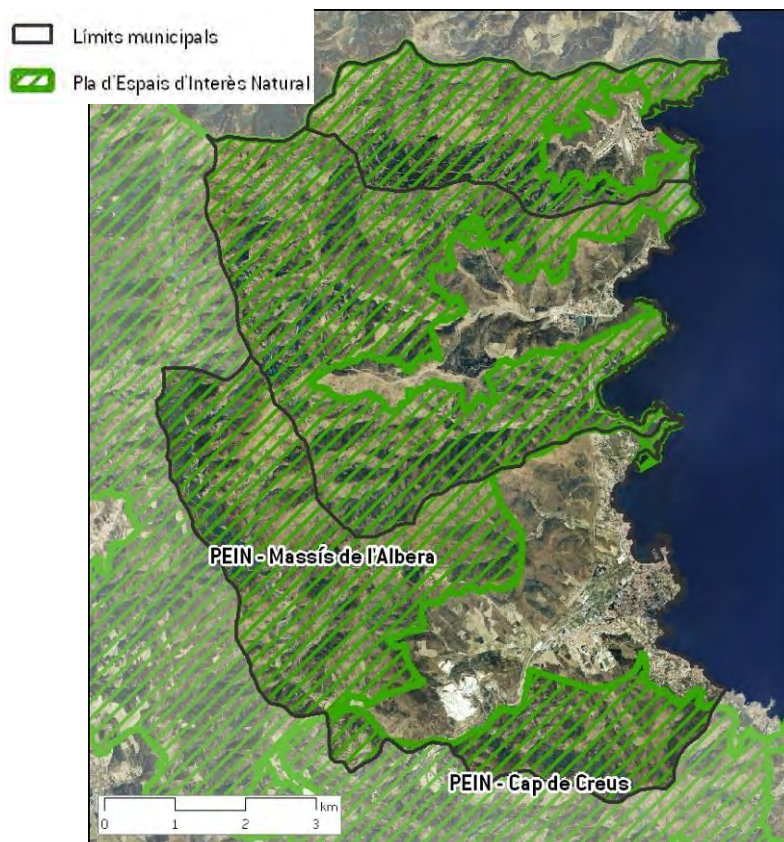 Límits municipals
Pla d'Espais d'Interès Natural
PEIN - Massís de l'Albera
PEIN - Cap de Creus
km
0 1 2 3